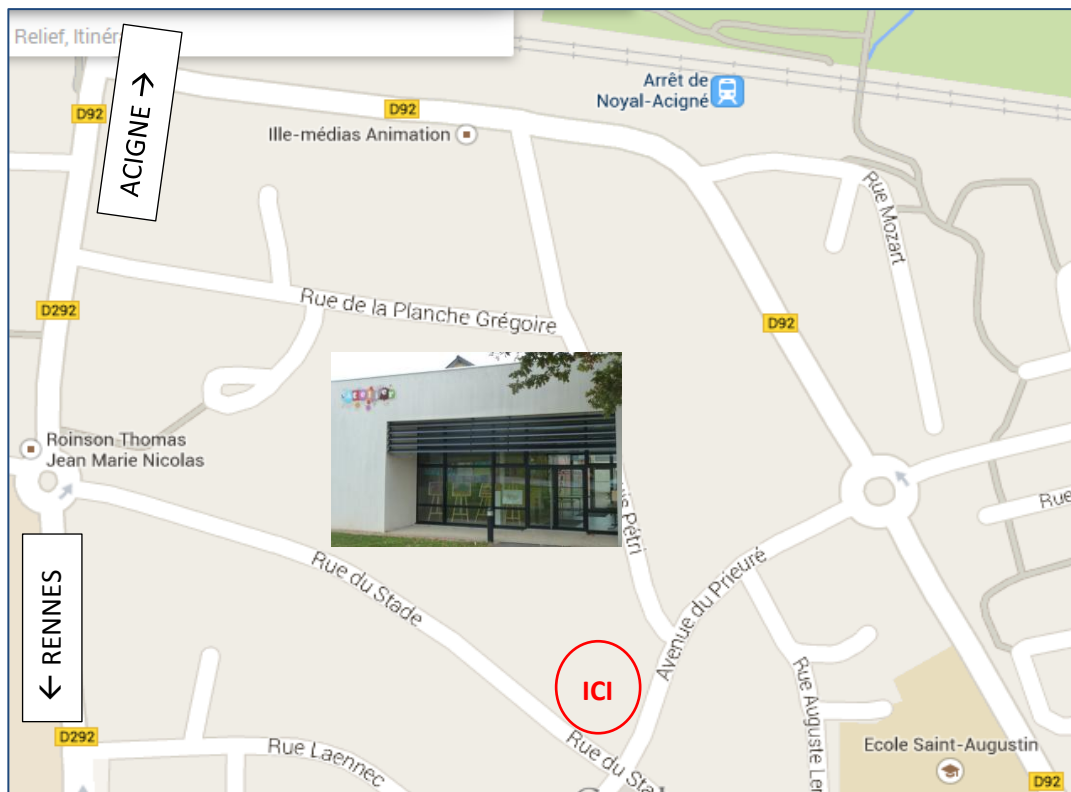 Relief, Itinér
ACIGNE →
D92
D92
Arrêt de
Noyal-Acigné
Ille-médias Animation
Rue Mozart
D292
Rue de la Planche Grégoire
D92
Roinson Thomas
Jean Marie Nicolas
Rue
Pétri
Rue du Stade
Avenue du Prieuré
← RENNES
ICI
Rue Auguste Ler
D292
Rue Laennec
Rue du Stad
Ecole Saint-Augustin
D92